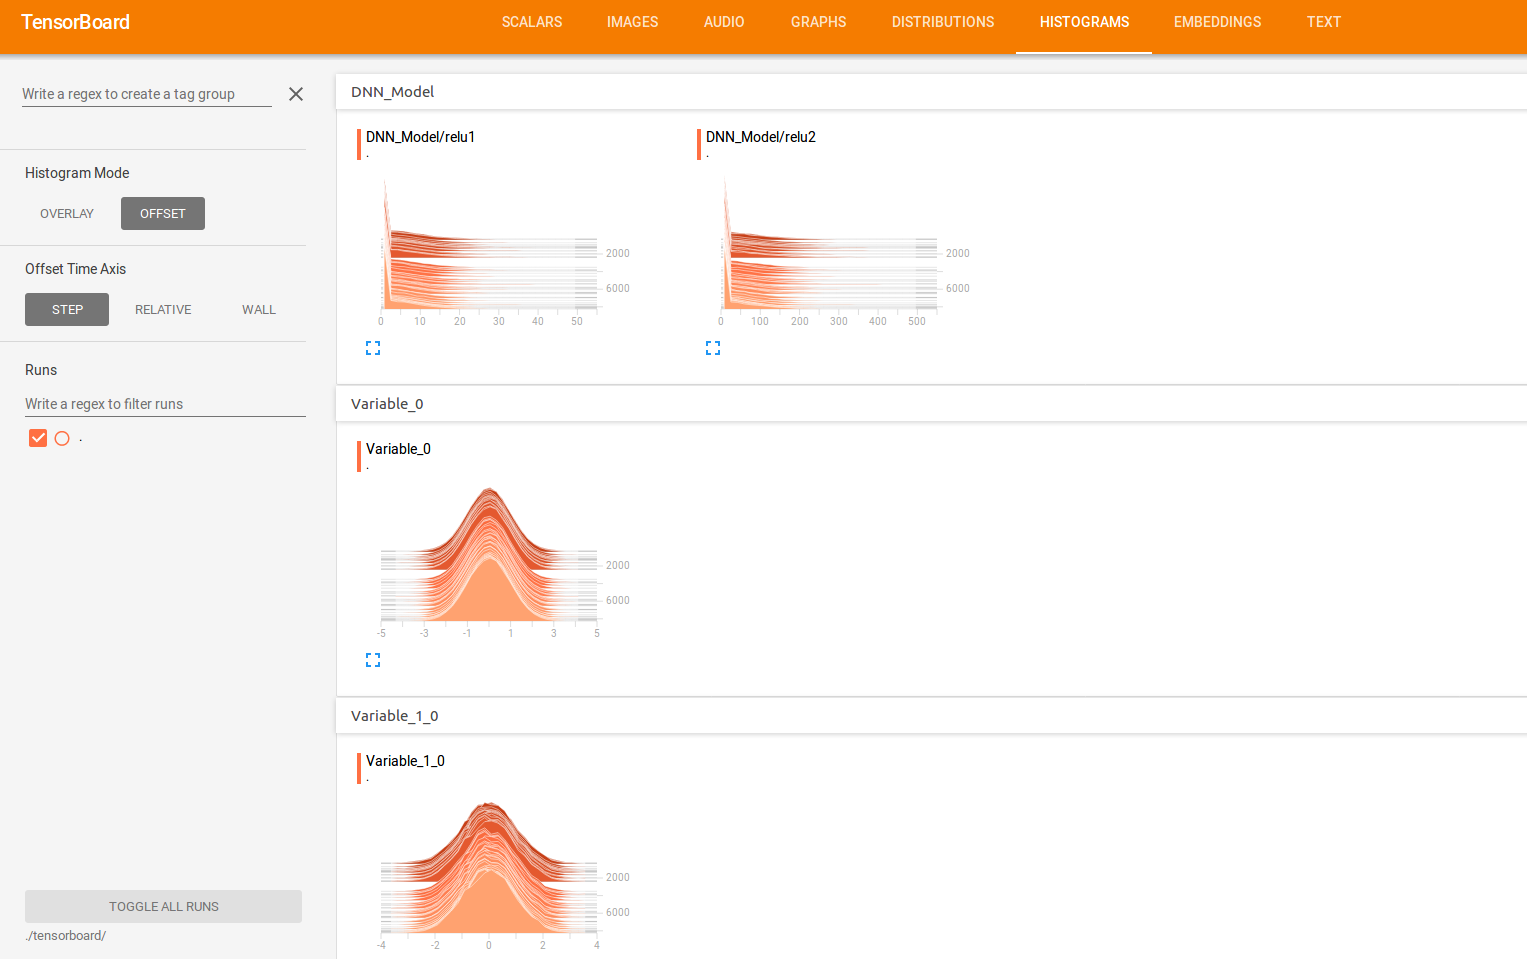 TensorBoard
SCALARS IMAGES AUDIO GRAPHS DISTRIBUTIONS HISTOGRAMS EMBEDDINGS TEXT
Write a regex to create a tag group
Histogram Mode
OVERLAY OFFSET
Offset Time Axis
STEP RELATIVE WALL
Runs
Write a regex to filter runs
.
TOGGLE ALL RUNS
./tensorboard/
DNN_Model
DNN_Model/relu1
.
2000
6000
0 10 20 30 40 50
DNN_Model/relu2
.
2000
6000
0 100 200 300 400 500
Variable_0
Variable_0
.
2000
6000
-5 -3 -1 1 3 5
Variable_1_0
Variable_1_0
.
2000
6000
-4 -2 0 2 4